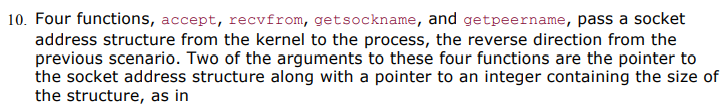 10. Four functions, accept, recvfrom, getsockname, and getpeername, pass a socket
address structure from the kernel to the process, the reverse direction from the
previous scenario. Two of the arguments to these four functions are the pointer to
the socket address structure along with a pointer to an integer containing the size of
the structure, as in